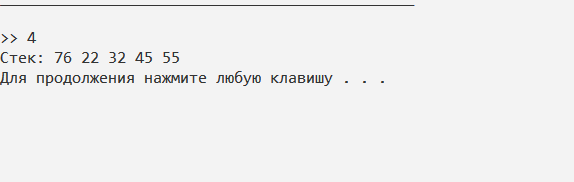 >> 4
Стек: 76 22 32 45 55
Для продолжения нажмите любую клавишу . . .